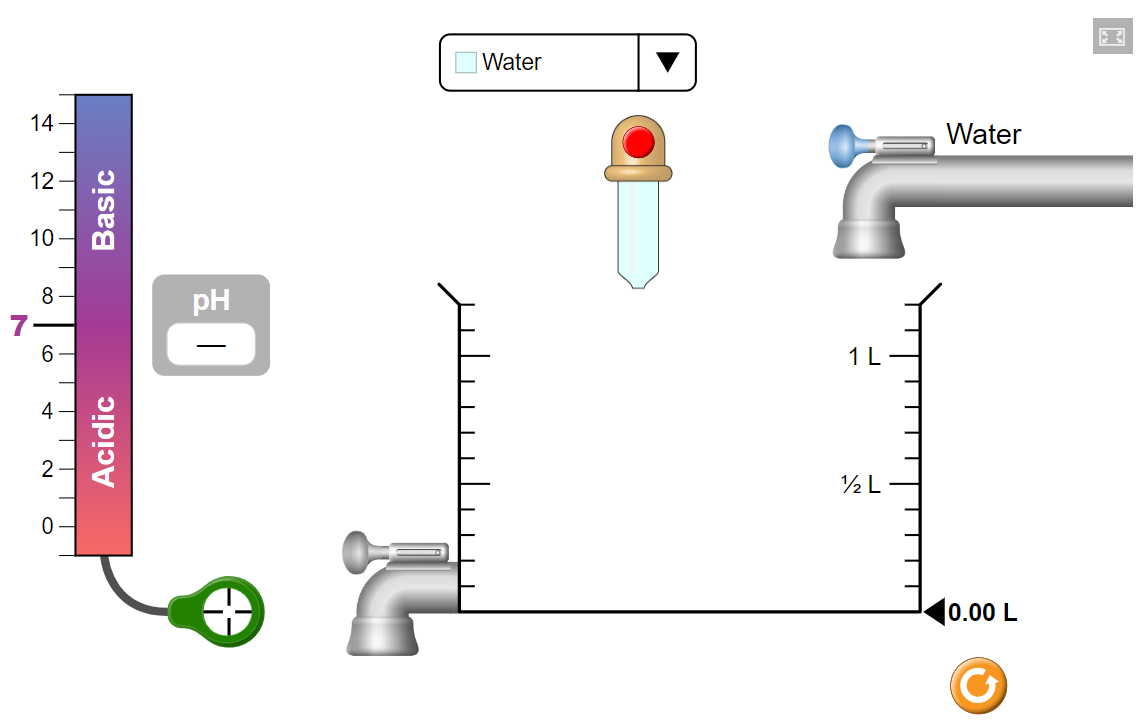 Water
Water
14
12
10
8
7
6
4
2
0
Basic
Acidic
pH
—
1 L
½ L
0.00 L